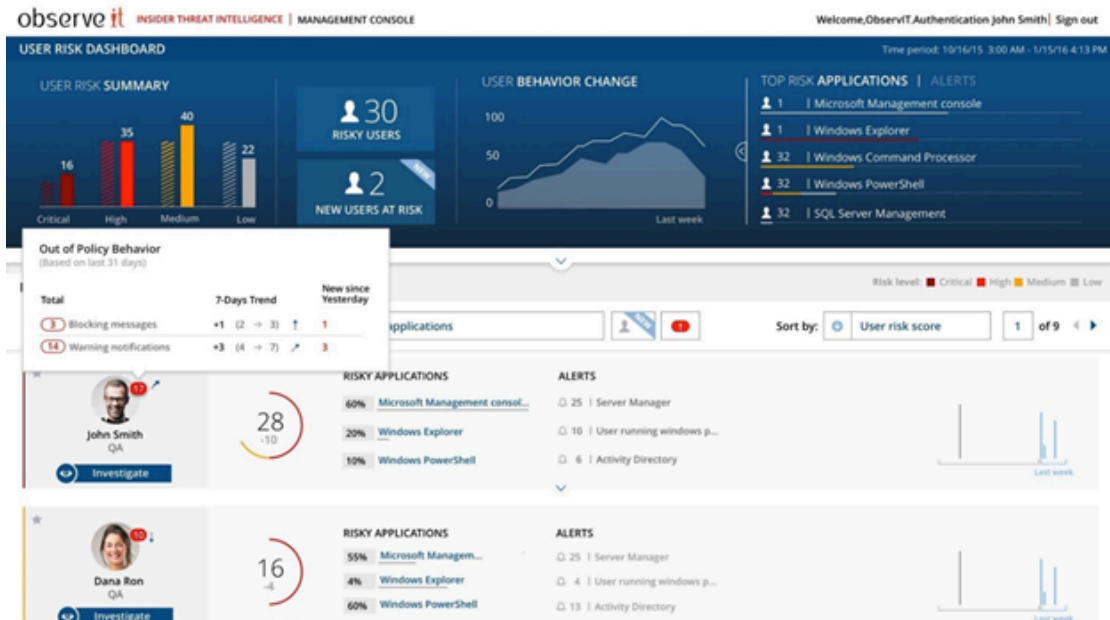 observe it INSIDER THREAT INTELLIGENCE | MANAGEMENT CONSOLE
Welcome,ObservIT.Authentication John Smith| Sign out
USER RISK DASHBOARD
Time period: 10/16/15 3:00 AM - 1/15/16 4:13 PM
USER RISK SUMMARY
16
35
40
22
Critical High Medium Low
30
RISKY USERS
NEW
2
NEW USERS AT RISK
USER BEHAVIOR CHANGE
100
50
0
Last week
TOP RISK APPLICATIONS | ALERTS
1 | Microsoft Management console
1 | Windows Explorer
32 | Windows Command Processor
32 | Windows PowerShell
32 | SQL Server Management
Out of Policy Behavior
(Based on last 31 days)
Total 7-Days Trend New since Yesterday
3 Blocking messages +1 (2 → 3) ↑ 1
14 Warning notifications +3 (4 → 7) ↗ 3
Risk level: Critical High Medium Low
applications
NEW
!
Sort by: User risk score
1 of 9
17
John Smith
QA
Investigate
28
-10
RISKY APPLICATIONS
60% Microsoft Management consol...
20% Windows Explorer
10% Windows PowerShell
ALERTS
25 | Server Manager
10 | User running windows p...
6 | Activity Directory
Last week
10
Dana Ron
QA
Investigate
16
-4
RISKY APPLICATIONS
55% Microsoft Managem...
4% Windows Explorer
60% Windows PowerShell
ALERTS
25 | Server Manager
4 | User running windows p...
13 | Activity Directory
Last week